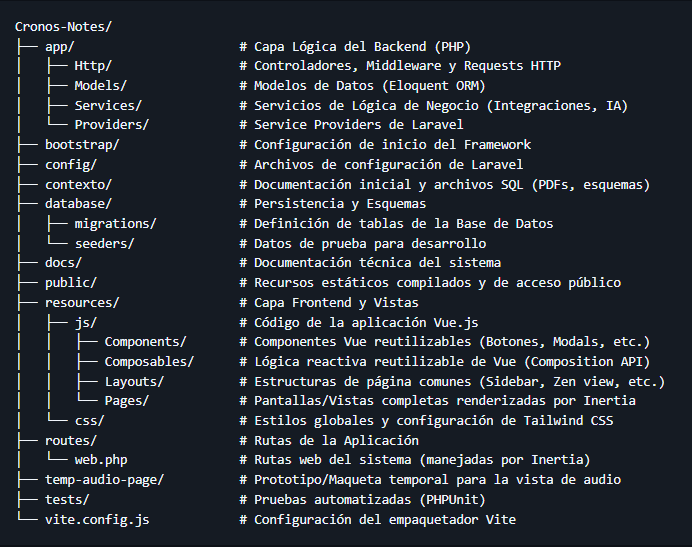 Cronos-Notes/
├── app/                      # Capa Lógica del Backend (PHP)
│   ├── Http/                 # Controladores, Middleware y Requests HTTP
│   ├── Models/               # Modelos de Datos (Eloquent ORM)
│   ├── Services/             # Servicios de Lógica de Negocio (Integraciones, IA)
│   └── Providers/            # Service Providers de Laravel
├── bootstrap/                # Configuración de inicio del Framework
├── config/                   # Archivos de configuración de Laravel
├── contexto/                 # Documentación inicial y archivos SQL (PDFs, esquemas)
├── database/                 # Persistencia y Esquemas
│   ├── migrations/           # Definición de tablas de la Base de Datos
│   └── seeders/              # Datos de prueba para desarrollo
├── docs/                     # Documentación técnica del sistema
├── public/                   # Recursos estáticos compilados y de acceso público
├── resources/                # Capa Frontend y Vistas
│   ├── js/                   # Código de la aplicación Vue.js
│   │   ├── Components/       # Componentes Vue reutilizables (Botones, Modals, etc.)
│   │   ├── Composables/      # Lógica reactiva reutilizable de Vue (Composition API)
│   │   ├── Layouts/          # Estructuras de página comunes (Sidebar, Zen view, etc.)
│   │   └── Pages/            # Pantallas/Vistas completas renderizadas por Inertia
│   └── css/                  # Estilos globales y configuración de Tailwind CSS
├── routes/                   # Rutas de la Aplicación
│   └── web.php               # Rutas web del sistema (manejadas por Inertia)
├── temp-audio-page/          # Prototipo/Maqueta temporal para la vista de audio
├── tests/                    # Pruebas automatizadas (PHPUnit)
└── vite.config.js            # Configuración del empaquetador Vite